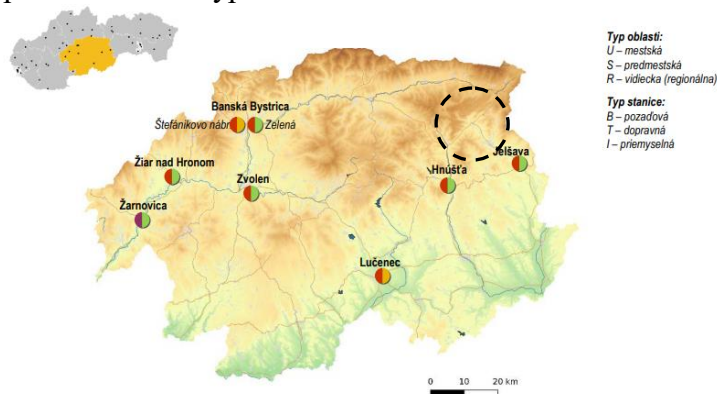 Typ oblasti:
U – mestská
S – predmestská
R – vidiecka (regionálna)
Typ stanice:
B – pozaďová
T – dopravná
I – priemyselná
Banská Bystrica
Štefánikovo nábr.
Zelená
Jelšava
Žiar nad Hronom
Hnúšťa
Zvolen
Žarnovica
Lučenec
0 10 20 km